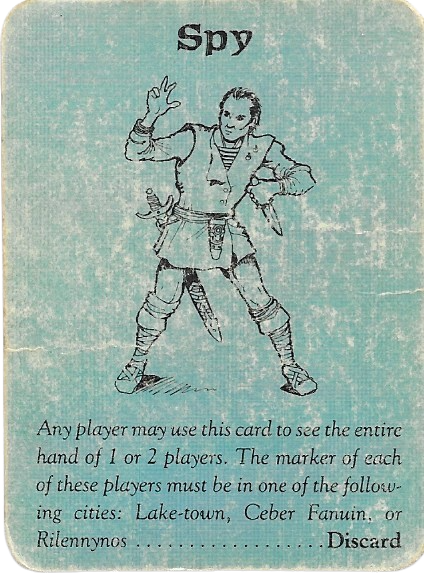 Spy
Any player may use this card to see the entire
hand of 1 or 2 players. The marker of each
of these players must be in one of the follow-
ing cities: Lake-town, Ceber Fanuin, or
Rilennynos . . . . . . . . . . . . . . . . . . . . Discard